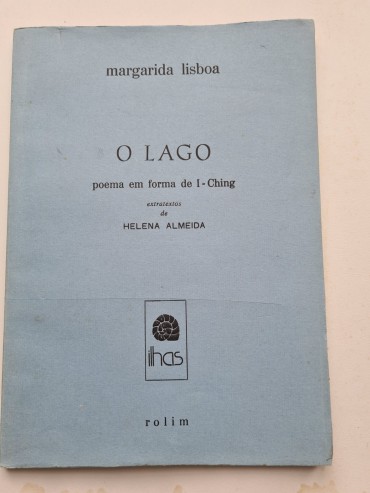 margarida lisboa
O LAGO
poema em forma de I-Ching
extratextos
de
HELENA ALMEIDA
ilhas
rolim